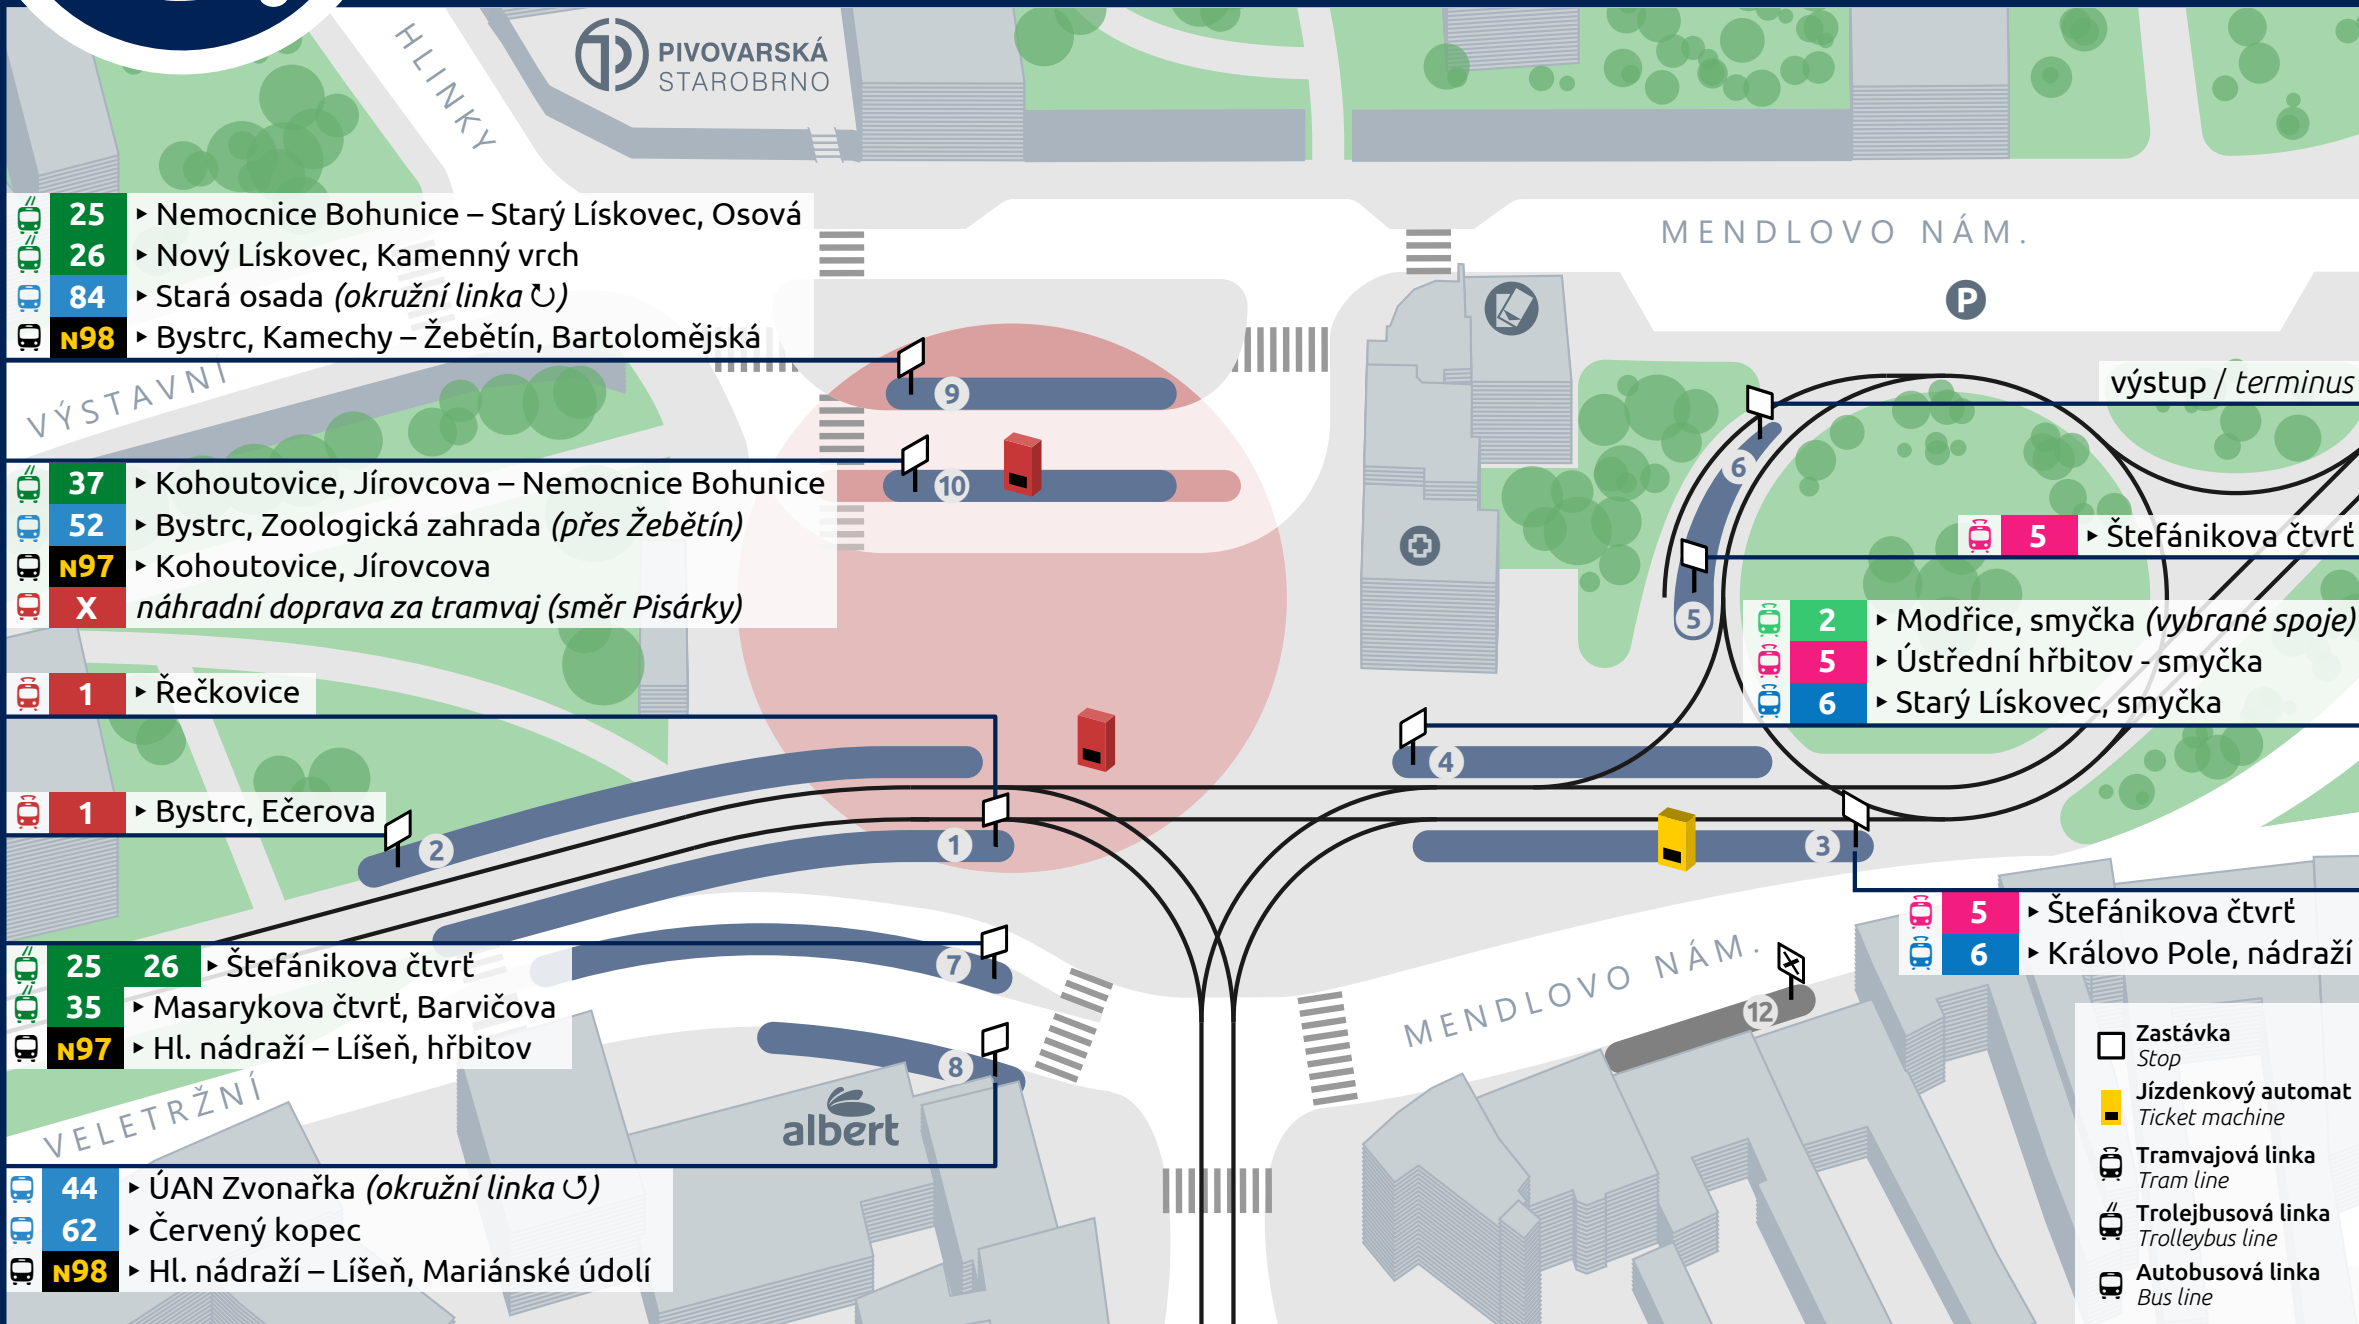 HLINKY
PIVOVARSKÁ
STAROBRNO
25 ▸ Nemocnice Bohunice – Starý Lískovec, Osová
26 ▸ Nový Lískovec, Kamenný vrch
84 ▸ Stará osada (okružní linka ↻)
N98 ▸ Bystrc, Kamechy – Žebětín, Bartolomějská
MENDLOVO NÁM.
P
VÝSTAVNÍ
9
výstup / terminus
6
37 ▸ Kohoutovice, Jírovcova – Nemocnice Bohunice
52 ▸ Bystrc, Zoologická zahrada (přes Žebětín)
N97 ▸ Kohoutovice, Jírovcova
X náhradní doprava za tramvaj (směr Pisárky)
10
5 ▸ Štefánikova čtvrť
5
2 ▸ Modřice, smyčka (vybrané spoje)
5 ▸ Ústřední hřbitov - smyčka
6 ▸ Starý Lískovec, smyčka
1 ▸ Řečkovice
4
1 ▸ Bystrc, Ečerova
2
1
3
5 ▸ Štefánikova čtvrť
6 ▸ Královo Pole, nádraží
25 26 ▸ Štefánikova čtvrť
35 ▸ Masarykova čtvrť, Barvičova
N97 ▸ Hl. nádraží – Líšeň, hřbitov
7
MENDLOVO NÁM.
12
8
VELETRŽNÍ
albert
44 ▸ ÚAN Zvonařka (okružní linka ↺)
62 ▸ Červený kopec
N98 ▸ Hl. nádraží – Líšeň, Mariánské údolí
Zastávka
Stop
Jízdenkový automat
Ticket machine
Tramvajová linka
Tram line
Trolejbusová linka
Trolleybus line
Autobusová linka
Bus line